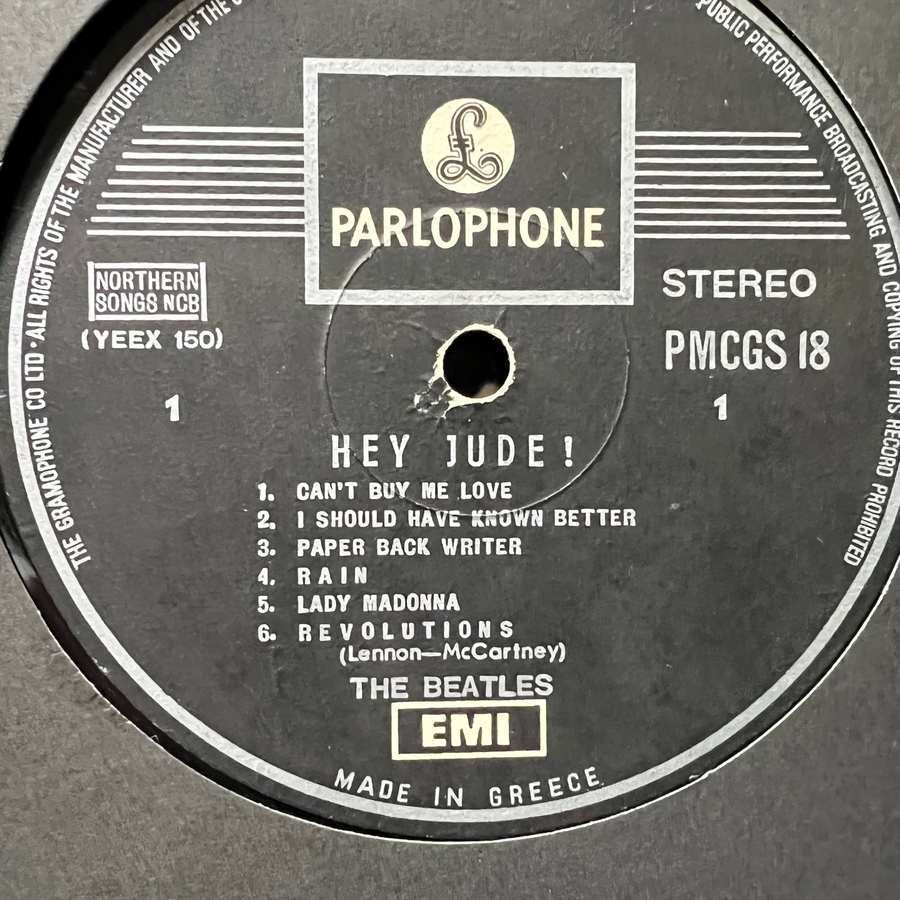 THE GRAMOPHONE CO LTD · ALL RIGHTS OF THE MANUFACTURER AND OF THE
PUBLIC PERFORMANCE BROADCASTING AND COPYING OF THIS RECORD PROHIBITED
£
PARLOPHONE
NORTHERN
SONGS NCB
(YEEX 150)
1
STEREO
PMCGS 18
1
HEY JUDE!
1. CAN'T BUY ME LOVE
2. I SHOULD HAVE KNOWN BETTER
3. PAPER BACK WRITER
4. RAIN
5. LADY MADONNA
6. REVOLUTIONS
(Lennon—McCartney)
THE BEATLES
EMI
MADE IN GREECE